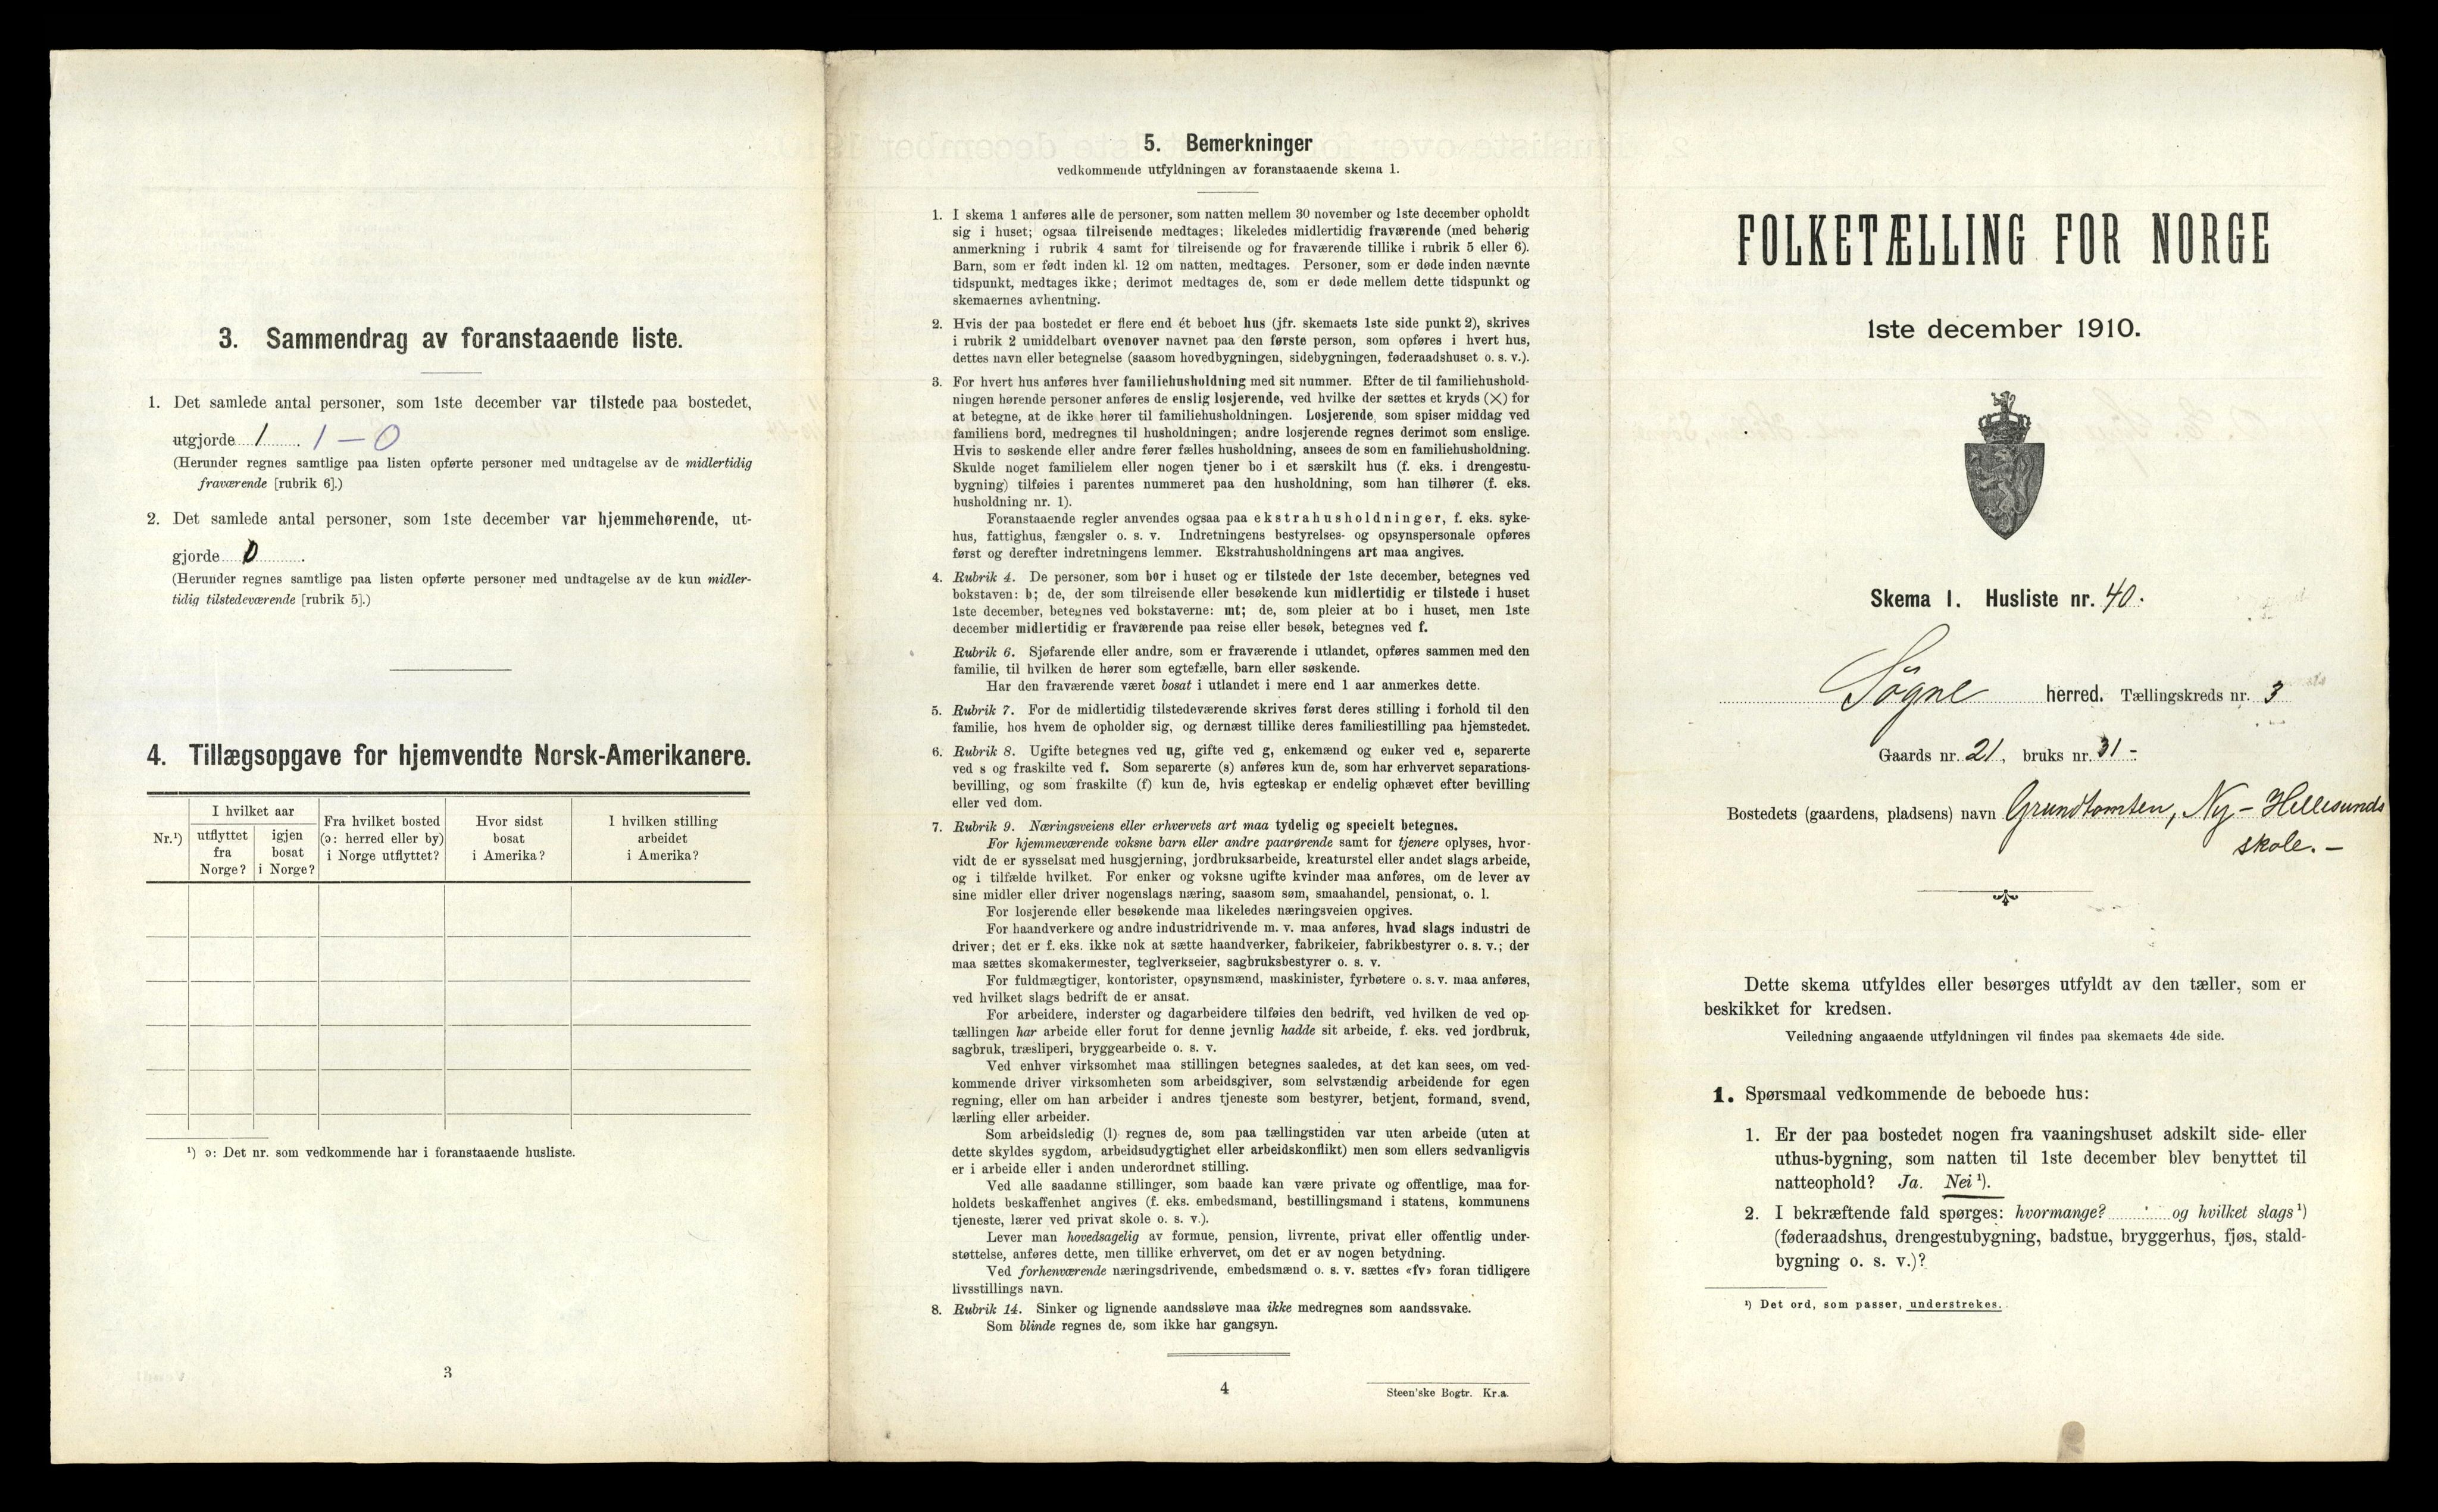 3. Sammendrag av foranstaaende liste.
1. Det samlede antal personer, som 1ste december var tilstede paa bostedet,
utgjorde 1 . 1 – 0
(Herunder regnes samtlige paa listen opførte personer med undtagelse av de midlertidig
fraværende [rubrik 6].)
2. Det samlede antal personer, som 1ste december var hjemmehørende, ut-
gjorde 0 .
(Herunder regnes samtlige paa listen opførte personer med undtagelse av de kun midler-
tidig tilstedeværende [rubrik 5].)
4. Tillægsopgave for hjemvendte Norsk-Amerikanere.
Nr.¹)
I hvilket aar
utflyttet
fra
Norge?
igjen
bosat
i Norge?
Fra hvilket bosted
(ɔ: herred eller by)
i Norge utflyttet?
Hvor sidst
bosat
i Amerika?
I hvilken stilling
arbeidet
i Amerika?
¹) ɔ: Det nr. som vedkommende har i foranstaaende husliste.
3
5. Bemerkninger
vedkommende utfyldningen av foranstaaende skema 1.
1. I skema 1 anføres alle de personer, som natten mellem 30 november og 1ste december opholdt
sig i huset; ogsaa tilreisende medtages; likeledes midlertidig fraværende (med behørig
anmerkning i rubrik 4 samt for tilreisende og for fraværende tillike i rubrik 5 eller 6).
Barn, som er født inden kl. 12 om natten, medtages. Personer, som er døde inden nævnte
tidspunkt, medtages ikke; derimot medtages de, som er døde mellem dette tidspunkt og
skemaernes avhentning.
2. Hvis der paa bostedet er flere end ét beboet hus (jfr. skemaets 1ste side punkt 2), skrives
i rubrik 2 umiddelbart ovenover navnet paa den første person, som opføres i hvert hus,
dettes navn eller betegnelse (saasom hovedbygningen, sidebygningen, føderaadshuset o. s. v.).
3. For hvert hus anføres hver familiehusholdning med sit nummer. Efter de til familiehushold-
ningen hørende personer anføres de enslig losjerende, ved hvilke der sættes et kryds (×) for
at betegne, at de ikke hører til familiehusholdningen. Losjerende, som spiser middag ved
familiens bord, medregnes til husholdningen; andre losjerende regnes derimot som enslige.
Hvis to søskende eller andre fører fælles husholdning, ansees de som en familiehusholdning.
Skulde noget familielem eller nogen tjener bo i et særskilt hus (f. eks. i drengestu-
bygning) tilføies i parentes nummeret paa den husholdning, som han tilhører (f. eks.
husholdning nr. 1).
Foranstaaende regler anvendes ogsaa paa ekstrahusholdninger, f. eks. syke-
hus, fattighus, fængsler o. s. v. Indretningens bestyrelses- og opsynspersonale opføres
først og derefter indretningens lemmer. Ekstrahusholdningens art maa angives.
4. Rubrik 4. De personer, som bor i huset og er tilstede der 1ste december, betegnes ved
bokstaven: b; de, der som tilreisende eller besøkende kun midlertidig er tilstede i huset
1ste december, betegnes ved bokstaverne: mt; de, som pleier at bo i huset, men 1ste
december midlertidig er fraværende paa reise eller besøk, betegnes ved f.
Rubrik 6. Sjøfarende eller andre, som er fraværende i utlandet, opføres sammen med den
familie, til hvilken de hører som egtefælle, barn eller søskende.
Har den fraværende været bosat i utlandet i mere end 1 aar anmerkes dette.
5. Rubrik 7. For de midlertidig tilstedeværende skrives først deres stilling i forhold til den
familie, hos hvem de opholder sig, og dernæst tillike deres familiestilling paa hjemstedet.
6. Rubrik 8. Ugifte betegnes ved ug, gifte ved g, enkemænd og enker ved e, separerte
ved s og fraskilte ved f. Som separerte (s) anføres kun de, som har erhvervet separations-
bevilling, og som fraskilte (f) kun de, hvis egteskap er endelig ophævet efter bevilling
eller ved dom.
7. Rubrik 9. Næringsveiens eller erhvervets art maa tydelig og specielt betegnes.
For hjemmeværende voksne barn eller andre paarørende samt for tjenere oplyses, hvor-
vidt de er sysselsat med husgjerning, jordbruksarbeide, kreaturstel eller andet slags arbeide,
og i tilfælde hvilket. For enker og voksne ugifte kvinder maa anføres, om de lever av
sine midler eller driver nogenslags næring, saasom søm, smaahandel, pensionat, o. l.
For losjerende eller besøkende maa likeledes næringsveien opgives.
For haandverkere og andre industridrivende m. v. maa anføres, hvad slags industri de
driver; det er f. eks. ikke nok at sætte haandverker, fabrikeier, fabrikbestyrer o. s. v.; der
maa sættes skomakermester, teglverkseier, sagbruksbestyrer o. s. v.
For fuldmægtiger, kontorister, opsynsmænd, maskinister, fyrbøtere o. s. v. maa anføres,
ved hvilket slags bedrift de er ansat.
For arbeidere, inderster og dagarbeidere tilføies den bedrift, ved hvilken de ved op-
tællingen har arbeide eller forut for denne jevnlig hadde sit arbeide, f. eks. ved jordbruk,
sagbruk, træsliperi, bryggearbeide o. s. v.
Ved enhver virksomhet maa stillingen betegnes saaledes, at det kan sees, om ved-
kommende driver virksomheten som arbeidsgiver, som selvstændig arbeidende for egen
regning, eller om han arbeider i andres tjeneste som bestyrer, betjent, formand, svend,
lærling eller arbeider.
Som arbeidsledig (l) regnes de, som paa tællingstiden var uten arbeide (uten at
dette skyldes sygdom, arbeidsudygtighet eller arbeidskonflikt) men som ellers sedvanligvis
er i arbeide eller i anden underordnet stilling.
Ved alle saadanne stillinger, som baade kan være private og offentlige, maa for-
holdets beskaffenhet angives (f. eks. embedsmand, bestillingsmand i statens, kommunens
tjeneste, lærer ved privat skole o. s. v.).
Lever man hovedsagelig av formue, pension, livrente, privat eller offentlig under-
støttelse, anføres dette, men tillike erhvervet, om det er av nogen betydning.
Ved forhenværende næringsdrivende, embedsmænd o. s. v. sættes «fv» foran tidligere
livsstillings navn.
8. Rubrik 14. Sinker og lignende aandssløve maa ikke medregnes som aandssvake.
Som blinde regnes de, som ikke har gangsyn.
4
Steen'ske Bogtr. Kr.a.
FOLKETÆLLING FOR NORGE
1ste december 1910.
Skema 1. Husliste nr. 40.
Søgne herred. Tællingskreds nr. 3
Gaards nr. 21, bruks nr. 31 -
Bostedets (gaardens, pladsens) navn Grundtomten, Ny-Hellesunds
skole. –
Dette skema utfyldes eller besørges utfyldt av den tæller, som er
beskikket for kredsen.
Veiledning angaaende utfyldningen vil findes paa skemaets 4de side.
1. Spørsmaal vedkommende de beboede hus:
1. Er der paa bostedet nogen fra vaaningshuset adskilt side- eller
uthus-bygning, som natten til 1ste december blev benyttet til
natteophold? Ja. Nei ¹).
2. I bekræftende fald spørges: hvormange? og hvilket slags ¹)
(føderaadshus, drengestubygning, badstue, bryggerhus, fjøs, stald-
bygning o. s. v.)?
¹) Det ord, som passer, understrekes.